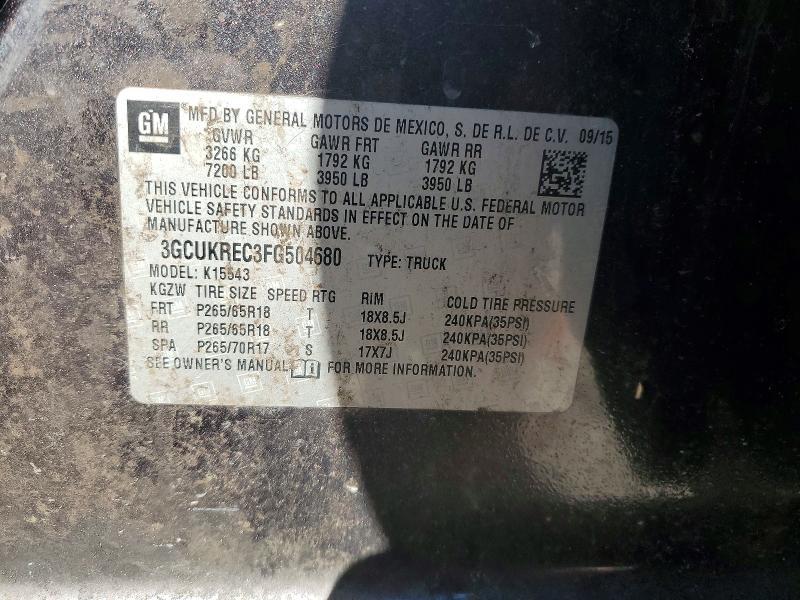 GM MFD BY GENERAL MOTORS DE MEXICO, S. DE R.L. DE C.V. 09/15
GVWR GAWR FRT GAWR RR
3266 KG 1792 KG 1792 KG
7200 LB 3950 LB 3950 LB
THIS VEHICLE CONFORMS TO ALL APPLICABLE U.S. FEDERAL MOTOR
VEHICLE SAFETY STANDARDS IN EFFECT ON THE DATE OF
MANUFACTURE SHOWN ABOVE.
3GCUKREC3FG504680 TYPE: TRUCK
MODEL: K15543
KGZW TIRE SIZE SPEED RTG RIM COLD TIRE PRESSURE
FRT P265/65R18 T 18X8.5J 240KPA(35PSI)
RR P265/65R18 T 18X8.5J 240KPA(35PSI)
SPA P265/70R17 S 17X7J 240KPA(35PSI)
SEE OWNER'S MANUAL FOR MORE INFORMATION.